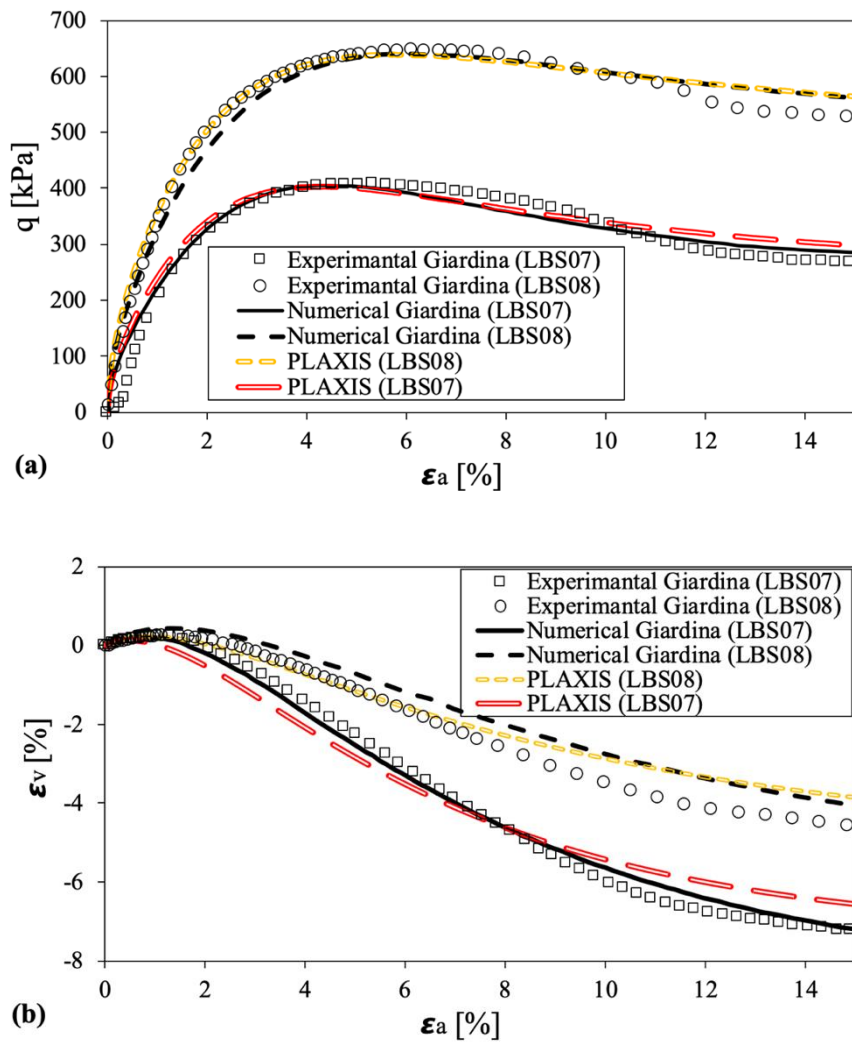 700
600
500
400
300
200
100
0
q [kPa]
Experimantal Giardina (LBS07)
Experimantal Giardina (LBS08)
Numerical Giardina (LBS07)
Numerical Giardina (LBS08)
PLAXIS (LBS08)
PLAXIS (LBS07)
0 2 4 6 8 10 12 14
(a)
εa [%]
2
0
-2
-4
-6
-8
εv [%]
Experimantal Giardina (LBS07)
Experimantal Giardina (LBS08)
Numerical Giardina (LBS07)
Numerical Giardina (LBS08)
PLAXIS (LBS08)
PLAXIS (LBS07)
0 2 4 6 8 10 12 14
(b)
εa [%]